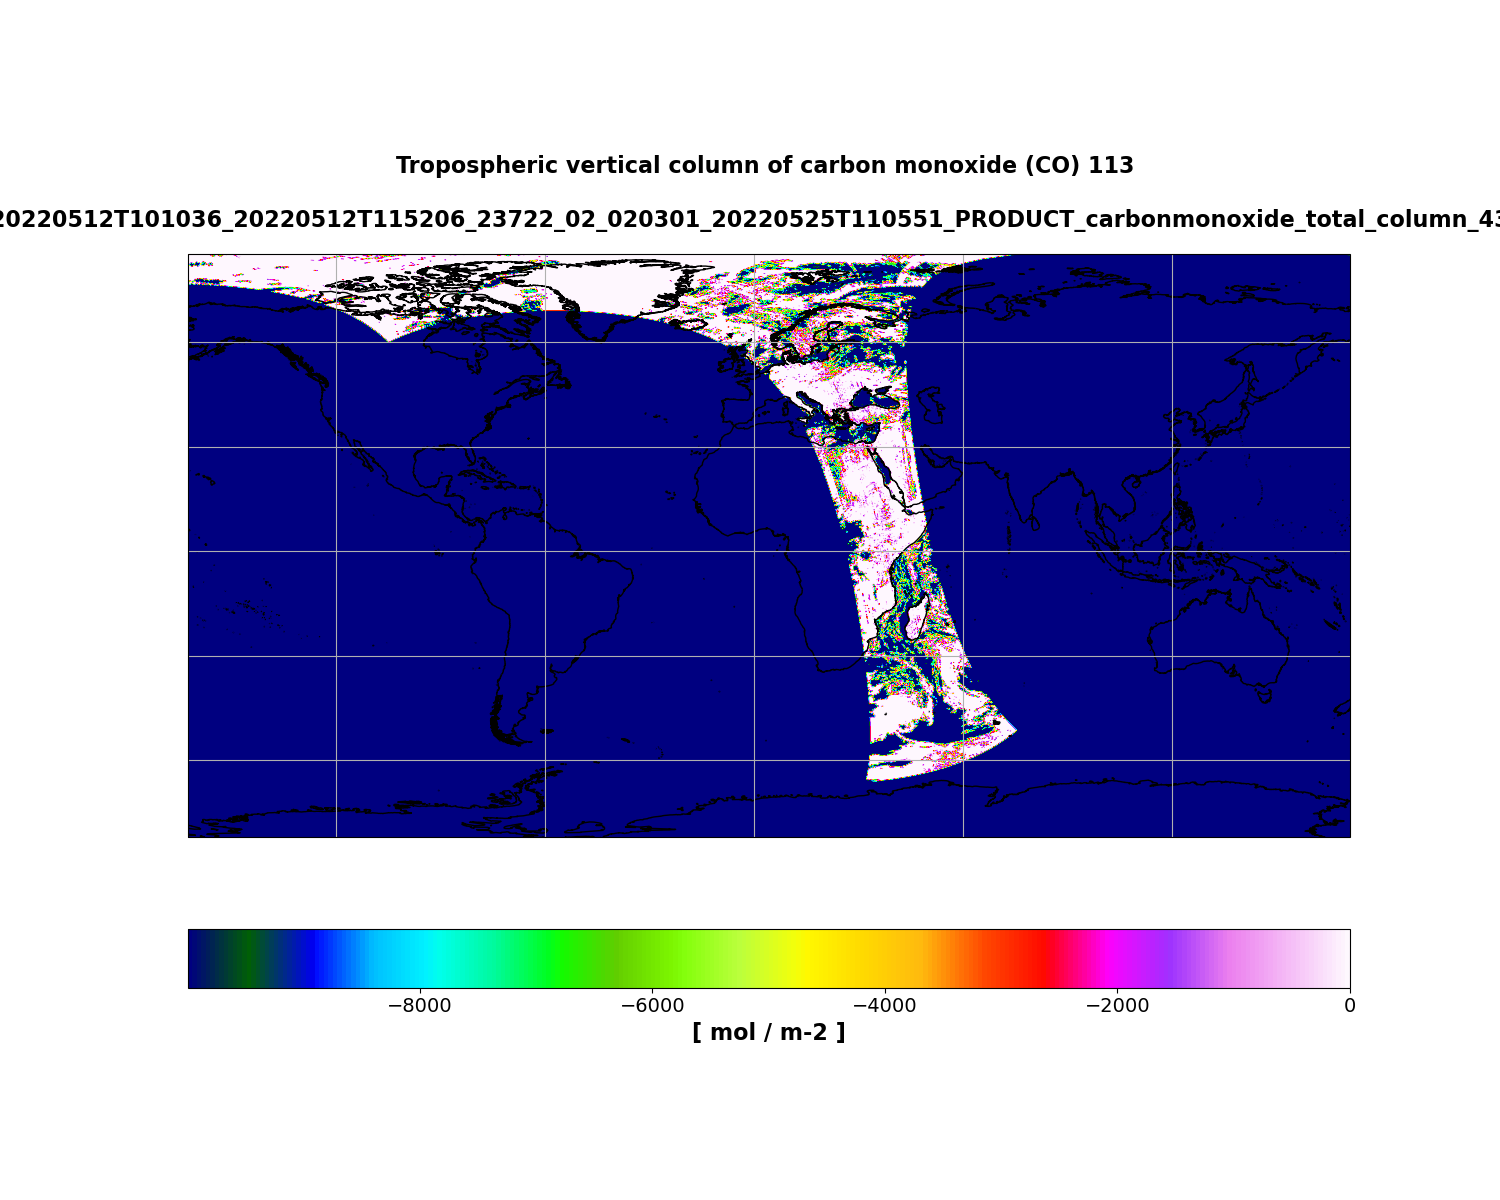 Tropospheric vertical column of carbon monoxide (CO) 113
20220512T101036_20220512T115206_23722_02_020301_20220525T110551_PRODUCT_carbonmonoxide_total_column_43
−8000 −6000 −4000 −2000 0
[ mol / m-2 ]